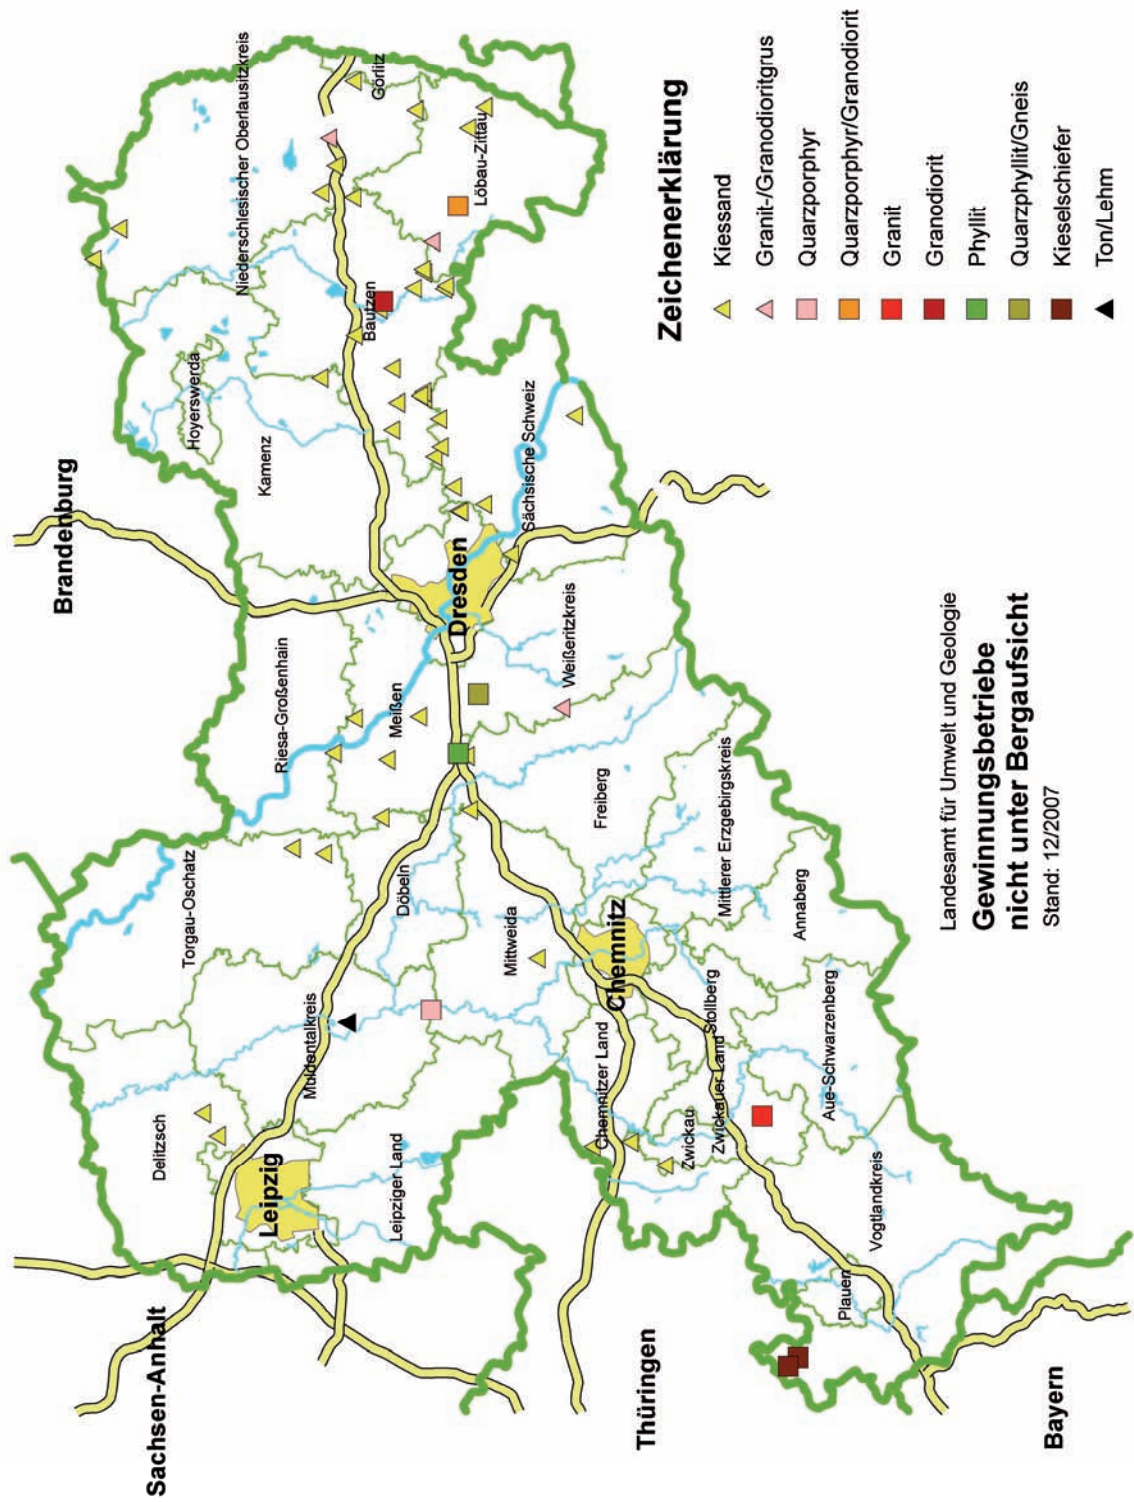 Brandenburg
Sachsen-Anhalt
Thüringen
Bayern
Niederschlesischer Oberlausitzkreis
Hoyerswerda
Kamenz
Görlitz
Bautzen
Löbau-Zittau
Sächsische Schweiz
Dresden
Riesa-Großenhain
Meißen
Weißeritzkreis
Torgau-Oschatz
Döbeln
Freiberg
Mittweida
Mittlerer Erzgebirgskreis
Annaberg
Chemnitz
Delitzsch
Muldentalkreis
Leipzig
Leipziger Land
Chemnitzer Land
Stollberg
Zwickau
Zwickauer Land
Aue-Schwarzenberg
Vogtlandkreis
Plauen
Landesamt für Umwelt und Geologie
Gewinnungsbetriebe
nicht unter Bergaufsicht
Stand: 12/2007
Zeichenerklärung
Kiessand
Granit-/Granodioritgrus
Quarzporphyr
Quarzporphyr/Granodiorit
Granit
Granodiorit
Phyllit
Quarzphyllit/Gneis
Kieselschiefer
Ton/Lehm